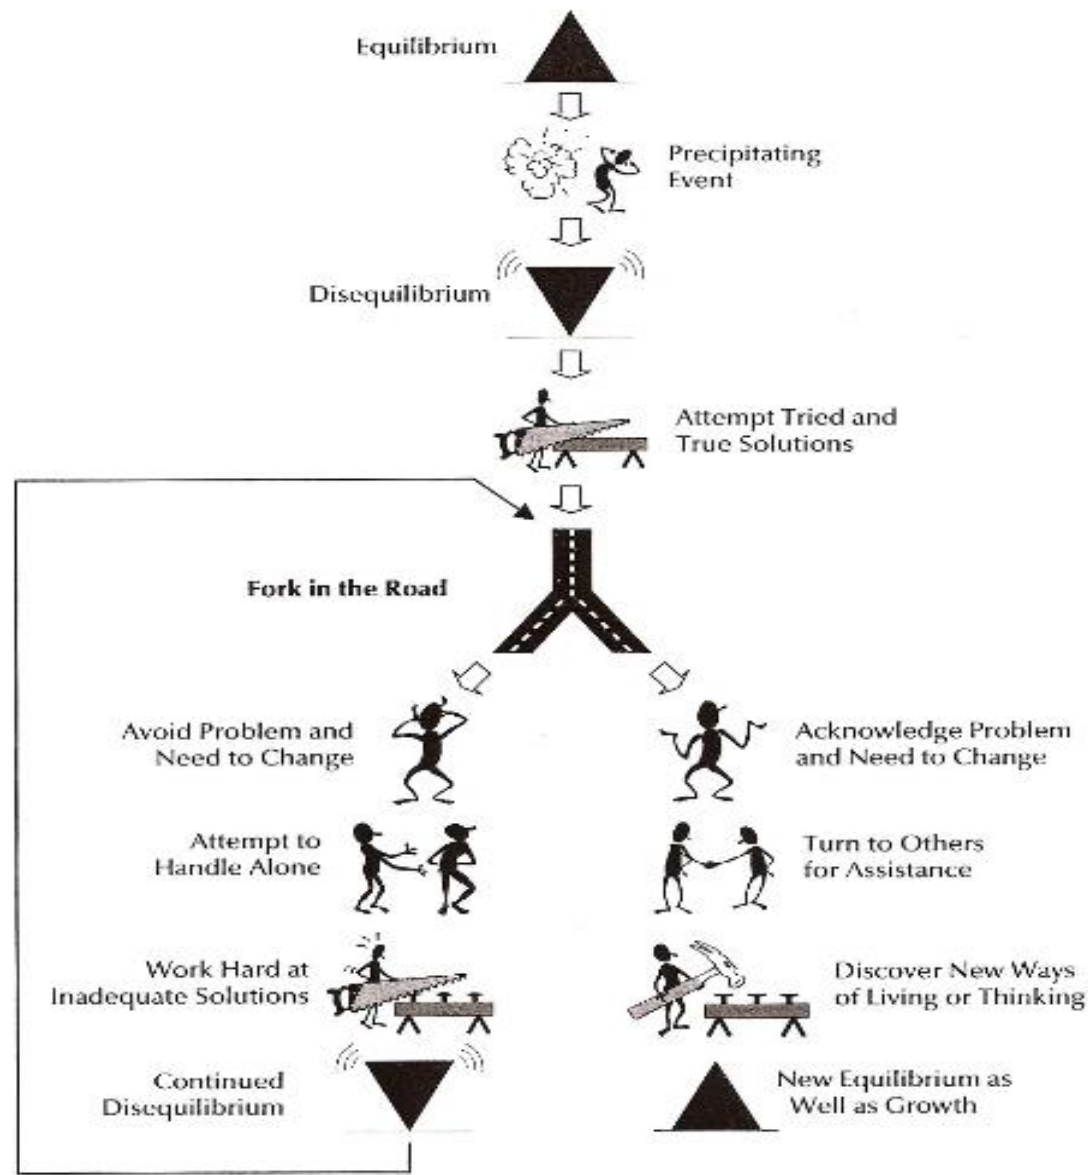 Equilibrium
Precipitating
Event
Disequilibrium
Attempt Tried and
True Solutions
Fork in the Road
Avoid Problem and
Need to Change
Acknowledge Problem
and Need to Change
Attempt to
Handle Alone
Turn to Others
for Assistance
Work Hard at
Inadequate Solutions
Discover New Ways
of Living or Thinking
Continued
Disequilibrium
New Equilibrium as
Well as Growth